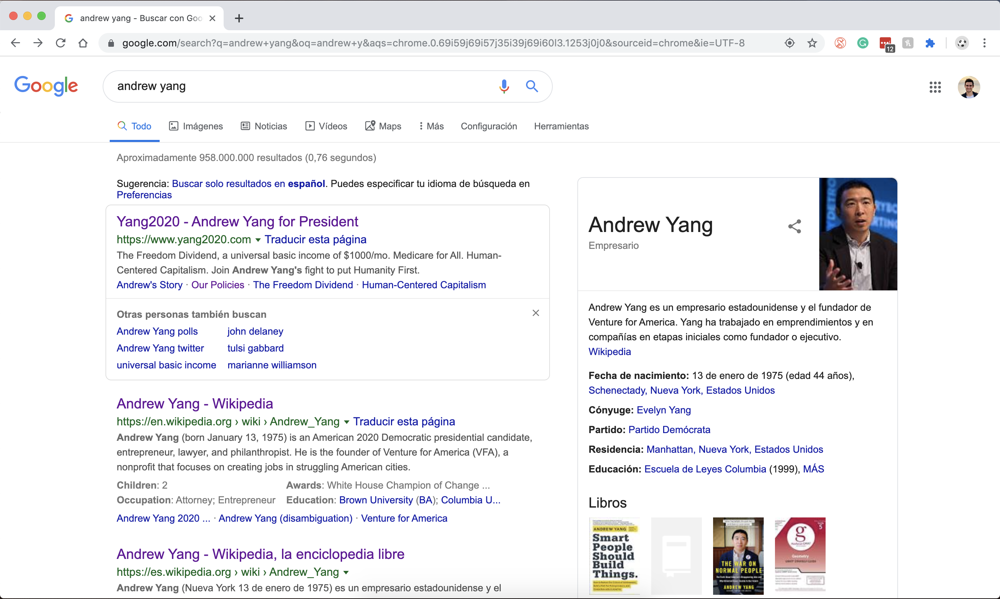 andrew yang - Buscar con Goo
google.com/search?q=andrew+yang&oq=andrew+y&aqs=chrome.0.69i59j69i57j35i39j69i60l3.1253j0j0&sourceid=chrome&ie=UTF-8
12
Google
andrew yang
Todo Imágenes Noticias Vídeos Maps Más Configuración Herramientas
Aproximadamente 958.000.000 resultados (0,76 segundos)
Sugerencia: Buscar solo resultados en español. Puedes especificar tu idioma de búsqueda en
Preferencias
Yang2020 - Andrew Yang for President
https://www.yang2020.com Traducir esta página
The Freedom Dividend, a universal basic income of $1000/mo. Medicare for All. Human-
Centered Capitalism. Join Andrew Yang's fight to put Humanity First.
Andrew's Story · Our Policies · The Freedom Dividend · Human-Centered Capitalism
Otras personas también buscan
Andrew Yang polls john delaney
Andrew Yang twitter tulsi gabbard
universal basic income marianne williamson
Andrew Yang - Wikipedia
https://en.wikipedia.org › wiki › Andrew_Yang Traducir esta página
Andrew Yang (born January 13, 1975) is an American 2020 Democratic presidential candidate,
entrepreneur, lawyer, and philanthropist. He is the founder of Venture for America (VFA), a
nonprofit that focuses on creating jobs in struggling American cities.
Children: 2 Awards: White House Champion of Change ...
Occupation: Attorney; Entrepreneur Education: Brown University (BA); Columbia U...
Andrew Yang 2020 ... · Andrew Yang (disambiguation) · Venture for America
Andrew Yang - Wikipedia, la enciclopedia libre
https://es.wikipedia.org › wiki › Andrew_Yang
Andrew Yang (Nueva York 13 de enero de 1975) es un empresario estadounidense y el
Andrew Yang
Empresario
Andrew Yang es un empresario estadounidense y el fundador de
Venture for America. Yang ha trabajado en emprendimientos y en
compañías en etapas iniciales como fundador o ejecutivo.
Wikipedia
Fecha de nacimiento: 13 de enero de 1975 (edad 44 años),
Schenectady, Nueva York, Estados Unidos
Cónyuge: Evelyn Yang
Partido: Partido Demócrata
Residencia: Manhattan, Nueva York, Estados Unidos
Educación: Escuela de Leyes Columbia (1999), MÁS
Libros
ANDREW YANG
Smart
People
Should
Build
Things.
THE WAR ON
NORMAL PEOPLE
ANDREW YANG
g
5
Geometry